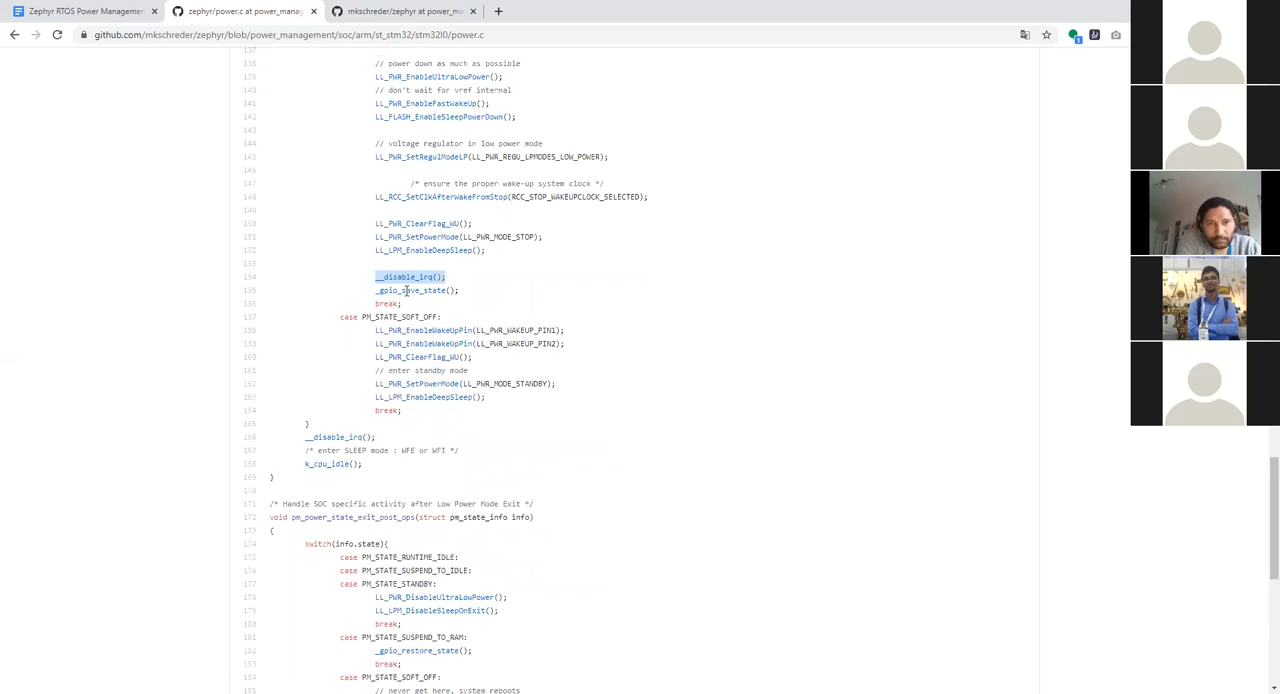 Zephyr RTOS Power Managemen
zephyr/power.c at power_manag
mkschreder/zephyr at power_ma
github.com/mkschreder/zephyr/blob/power_management/soc/arm/st_stm32/stm32l0/power.c
// power down as much as possible
LL_PWR_EnableUltraLowPower();
// don't wait for vref internal
LL_PWR_EnableFastWakeUp();
LL_FLASH_EnableSleepPowerDown();
// voltage regulator in low power mode
LL_PWR_SetRegulModeLP(LL_PWR_REGU_LPMODES_LOW_POWER);
/* ensure the proper wake-up system clock */
LL_RCC_SetClkAfterWakeFromStop(RCC_STOP_WAKEUPCLOCK_SELECTED);
LL_PWR_ClearFlag_WU();
LL_PWR_SetPowerMode(LL_PWR_MODE_STOP);
LL_LPM_EnableDeepSleep();
__disable_irq();
_gpio_save_state();
break;
case PM_STATE_SOFT_OFF:
LL_PWR_EnableWakeUpPin(LL_PWR_WAKEUP_PIN1);
LL_PWR_EnableWakeUpPin(LL_PWR_WAKEUP_PIN2);
LL_PWR_ClearFlag_WU();
// enter standby mode
LL_PWR_SetPowerMode(LL_PWR_MODE_STANDBY);
LL_LPM_EnableDeepSleep();
break;
}
__disable_irq();
/* enter SLEEP mode : WFE or WFI */
k_cpu_idle();
}
/* Handle SOC specific activity after Low Power Mode Exit */
void pm_power_state_exit_post_ops(struct pm_state_info info)
{
switch(info.state){
case PM_STATE_RUNTIME_IDLE:
case PM_STATE_SUSPEND_TO_IDLE:
case PM_STATE_STANDBY:
LL_PWR_DisableUltraLowPower();
LL_LPM_DisableSleepOnExit();
break;
case PM_STATE_SUSPEND_TO_RAM:
_gpio_restore_state();
break;
case PM_STATE_SOFT_OFF:
// never get here, system reboots